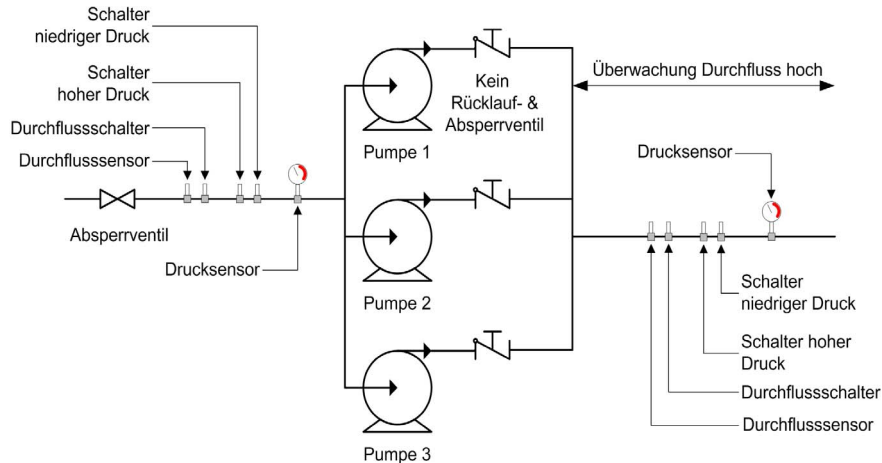 Schalter
niedriger Druck
Schalter
hoher Druck
Durchflussschalter
Durchflusssensor
Absperrventil
Drucksensor
Pumpe 1
Kein
Rücklauf- &
Absperrventil
Pumpe 2
Pumpe 3
Überwachung Durchfluss hoch
Drucksensor
Schalter
niedriger Druck
Schalter hoher
Druck
Durchflussschalter
Durchflusssensor